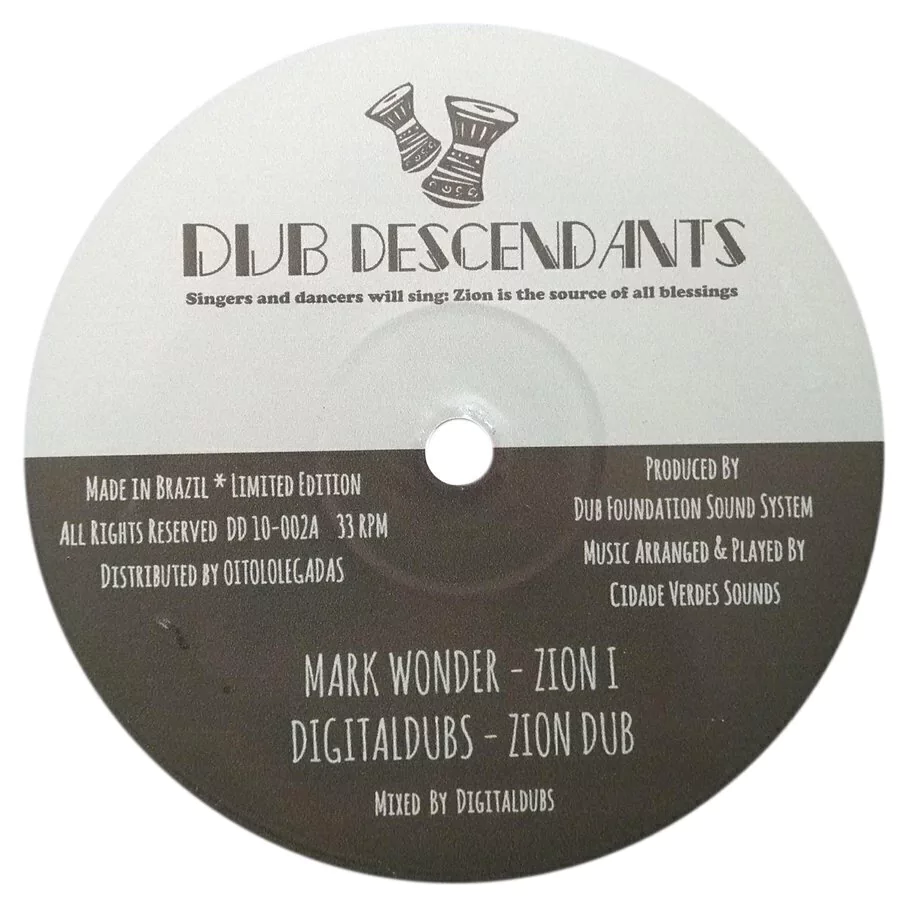 DUB DESCENDANTS
Singers and dancers will sing: Zion is the source of all blessings
MADE IN BRAZIL * LIMITED EDITION
ALL RIGHTS RESERVED DD 10-002A 33 RPM
DISTRIBUTED BY OITOLOLEGADAS
PRODUCED BY
DUB FOUNDATION SOUND SYSTEM
MUSIC ARRANGED & PLAYED BY
CIDADE VERDES SOUNDS
MARK WONDER - ZION I
DIGITALDUBS - ZION DUB
MIXED BY DIGITALDUBS